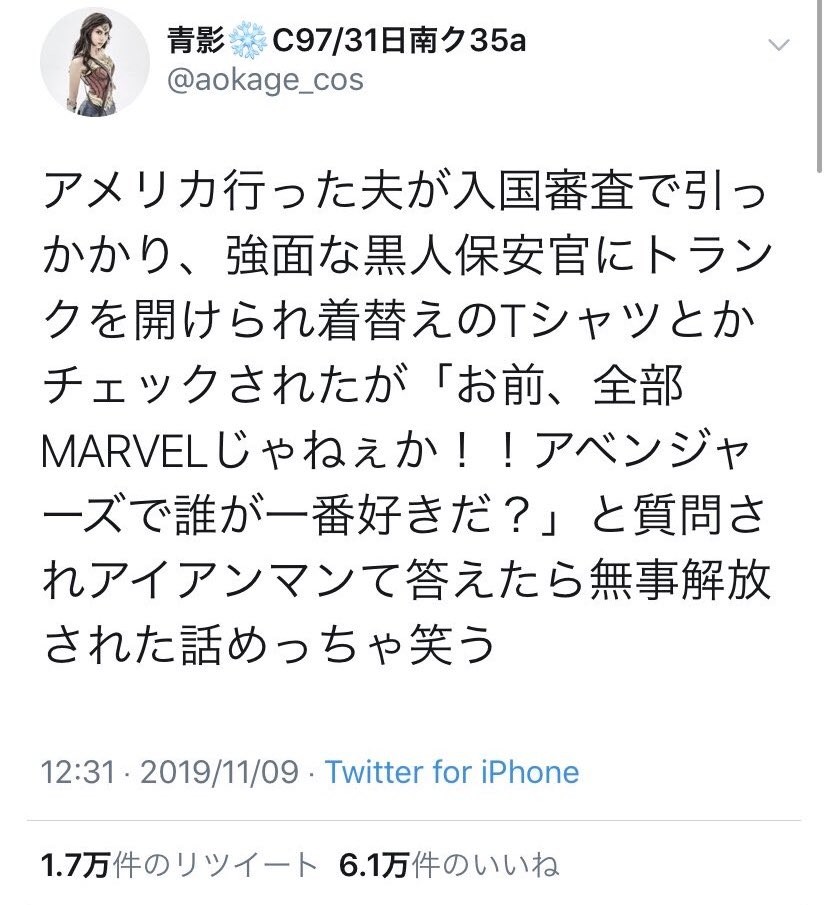 青影❄️C97/31日南ク35a
@aokage_cos
アメリカ行った夫が入国審査で引っ
かかり、強面な黒人保安官にトラン
クを開けられ着替えのTシャツとか
チェックされたが「お前、全部
MARVELじゃねぇか！！アベンジャ
ーズで誰が一番好きだ？」と質問さ
れアイアンマンて答えたら無事解放
された話めっちゃ笑う
12:31 · 2019/11/09 · Twitter for iPhone
1.7万件のリツイート 6.1万件のいいね